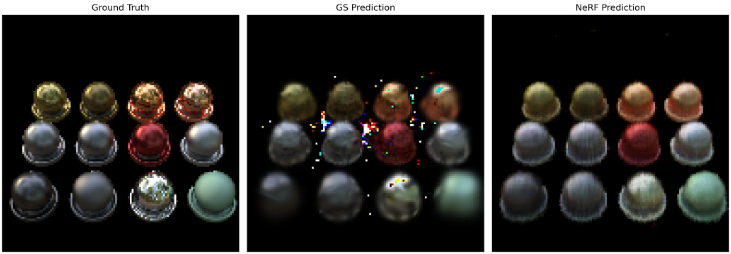 Ground Truth
GS Prediction
NeRF Prediction